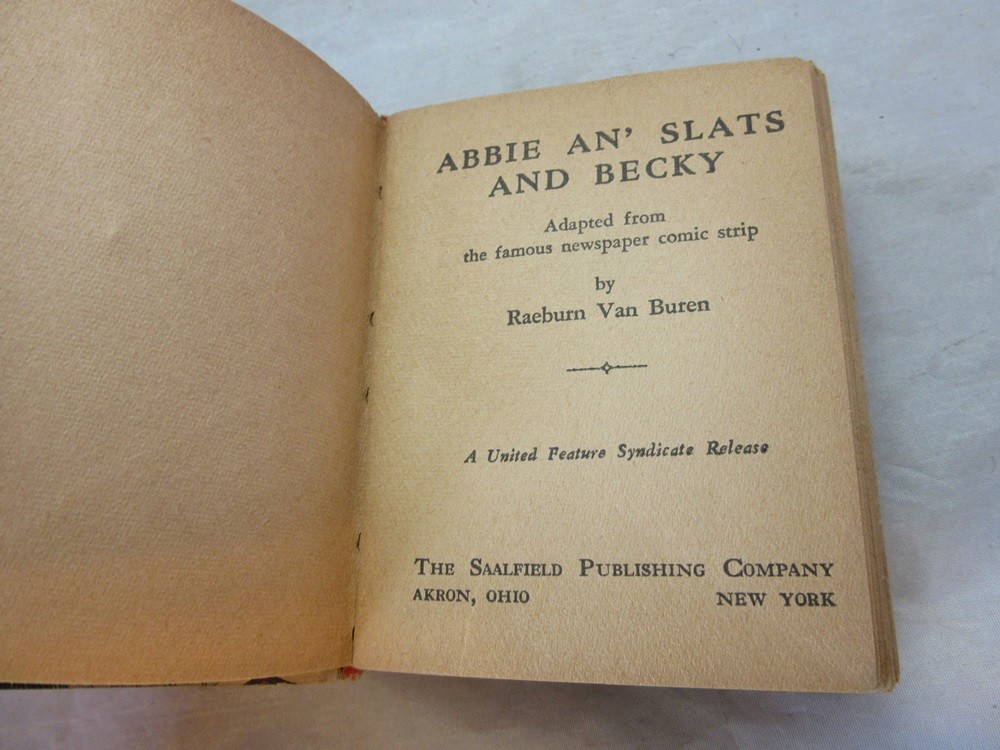 ABBIE AN' SLATS
AND BECKY
Adapted from
the famous newspaper comic strip
by
Raeburn Van Buren
A United Feature Syndicate Release
THE SAALFIELD PUBLISHING COMPANY
AKRON, OHIO NEW YORK